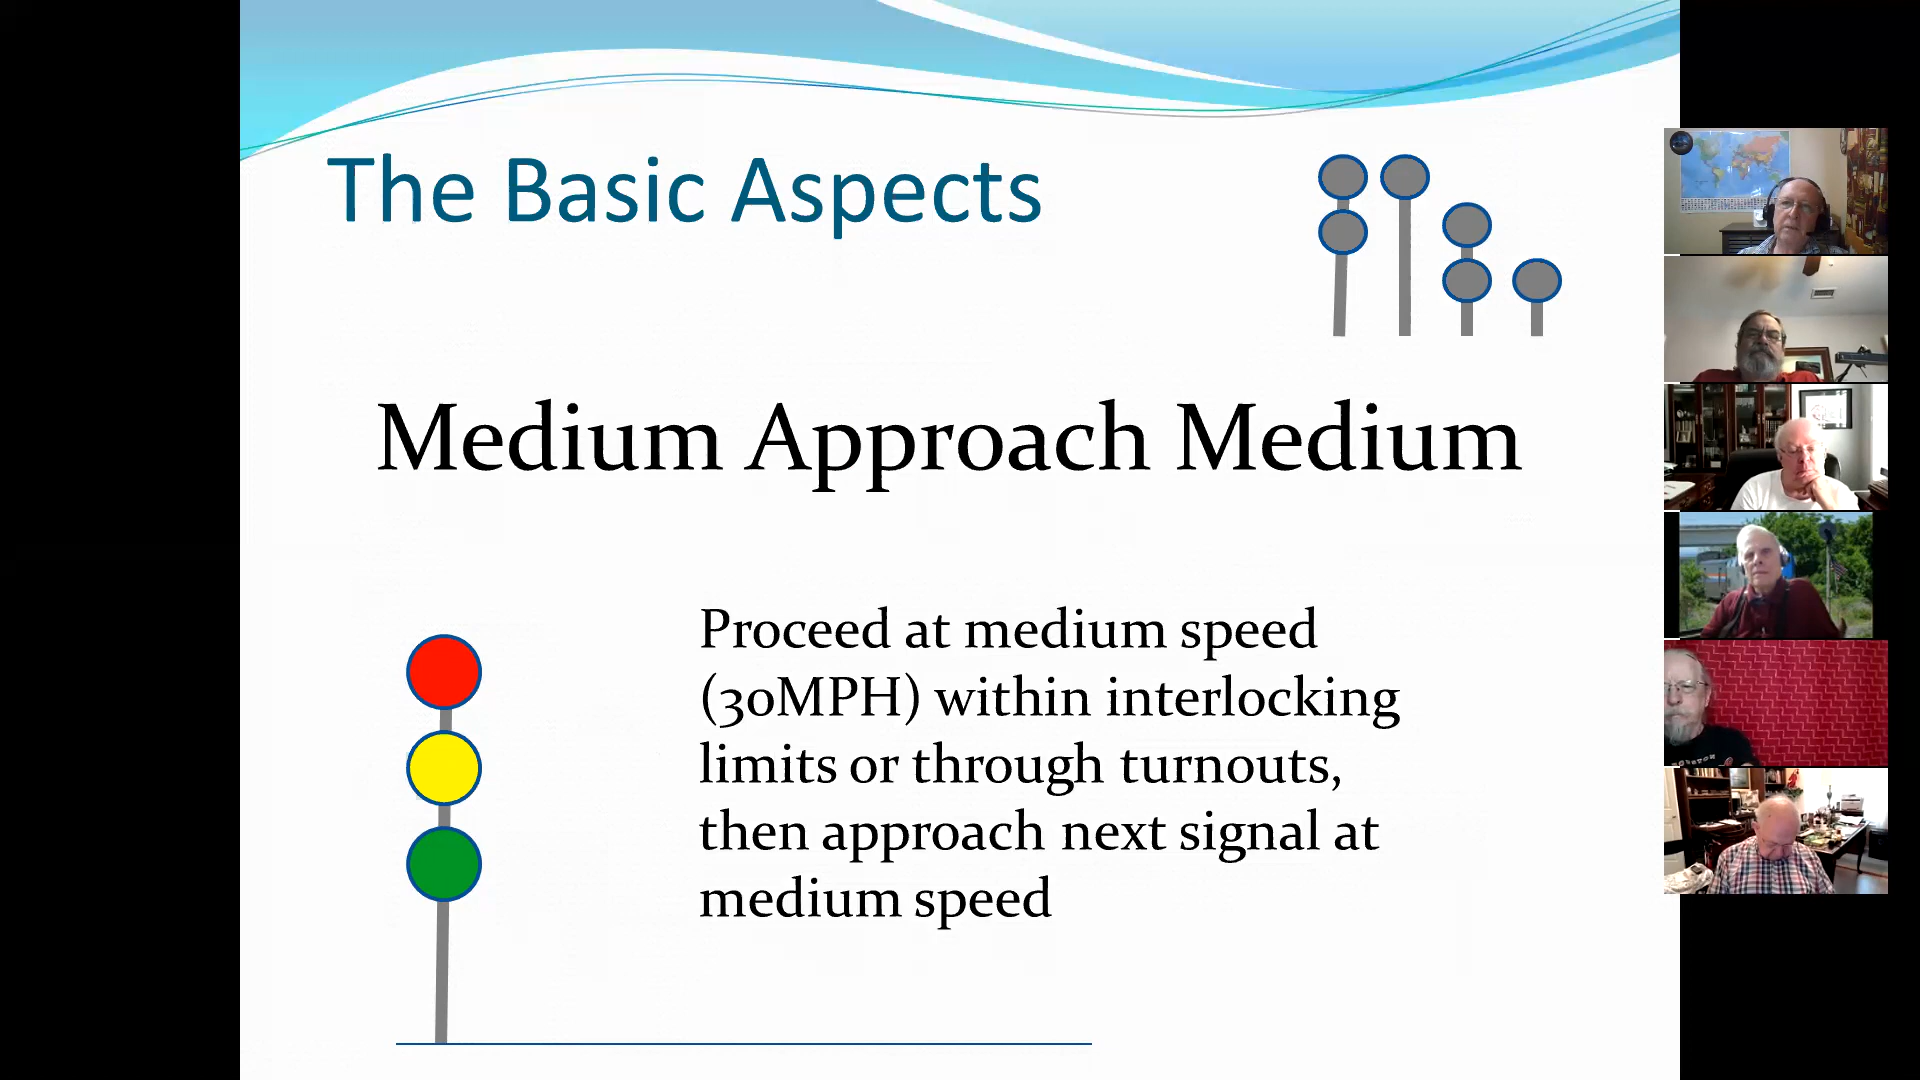 The Basic Aspects
Medium Approach Medium
Proceed at medium speed
(30MPH) within interlocking
limits or through turnouts,
then approach next signal at
medium speed